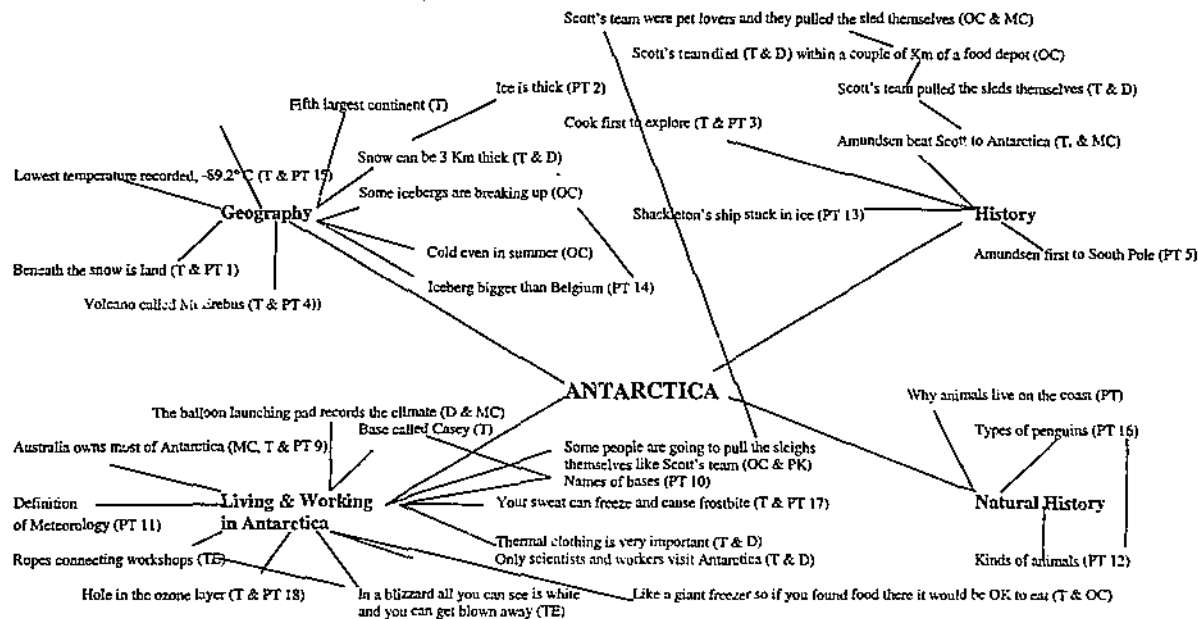 Scott's team were pet lovers and they pulled the sled themselves (OC & MC)
Scott's team died (T & D) within a couple of Km of a food depot (OC)
Ice is thick (PT 2)
Scott's team pulled the sleds themselves (T & D)
Fifth largest continent (T)
Cook first to explore (T & PT 3)
Amundsen beat Scott to Antarctica (T, & MC)
Snow can be 3 Km thick (T & D)
Lowest temperature recorded, -89.2° C (T & PT 15)
Some icebergs are breaking up (OC)
Geography
Shackleton's ship stuck in ice (PT 13)
History
Cold even in summer (OC)
Amundsen first to South Pole (PT 5)
Beneath the snow is land (T & PT 1)
Iceberg bigger than Belgium (PT 14)
Volcano called Mt Erebus (T & PT 4))
ANTARCTICA
Why animals live on the coast (PT)
The balloon launching pad records the climate (D & MC)
Base called Casey (T)
Types of penguins (PT 16)
Australia owns most of Antarctica (MC, T & PT 9)
Some people are going to pull the sleighs
themselves like Scott's team (OC & PK)
Names of bases (PT 10)
Definition
of Meteorology (PT 11)
Living & Working
in Antarctica
Your sweat can freeze and cause frostbite (T & PT 17)
Natural History
Thermal clothing is very important (T & D)
Only scientists and workers visit Antarctica (T & D)
Ropes connecting workshops (TE)
Kinds of animals (PT 12)
Hole in the ozone layer (T & PT 18)
In a blizzard all you can see is white
and you can get blown away (TE)
Like a giant freezer so if you found food there it would be OK to eat (T & OC)